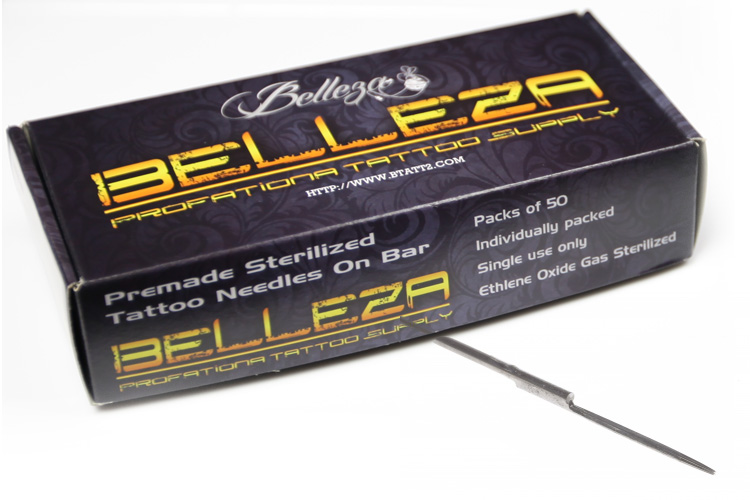 Belleza
BELLEZA
PROFATIONA TATTOO SUPPLY
HTTP://WWW.BTATT2.COM
Premade Sterilized
Tattoo Needles On Bar
BELLEZA
PROFATIONA TATTOO SUPPLY
Packs of 50
Individually packed
Single use only
Ethlene Oxide Gas Sterilized